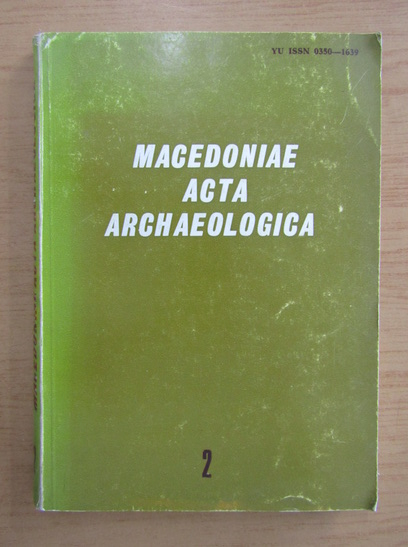 YU ISSN 0350—1639
MACEDONIAE
ACTA
ARCHAEOLOGICA
2